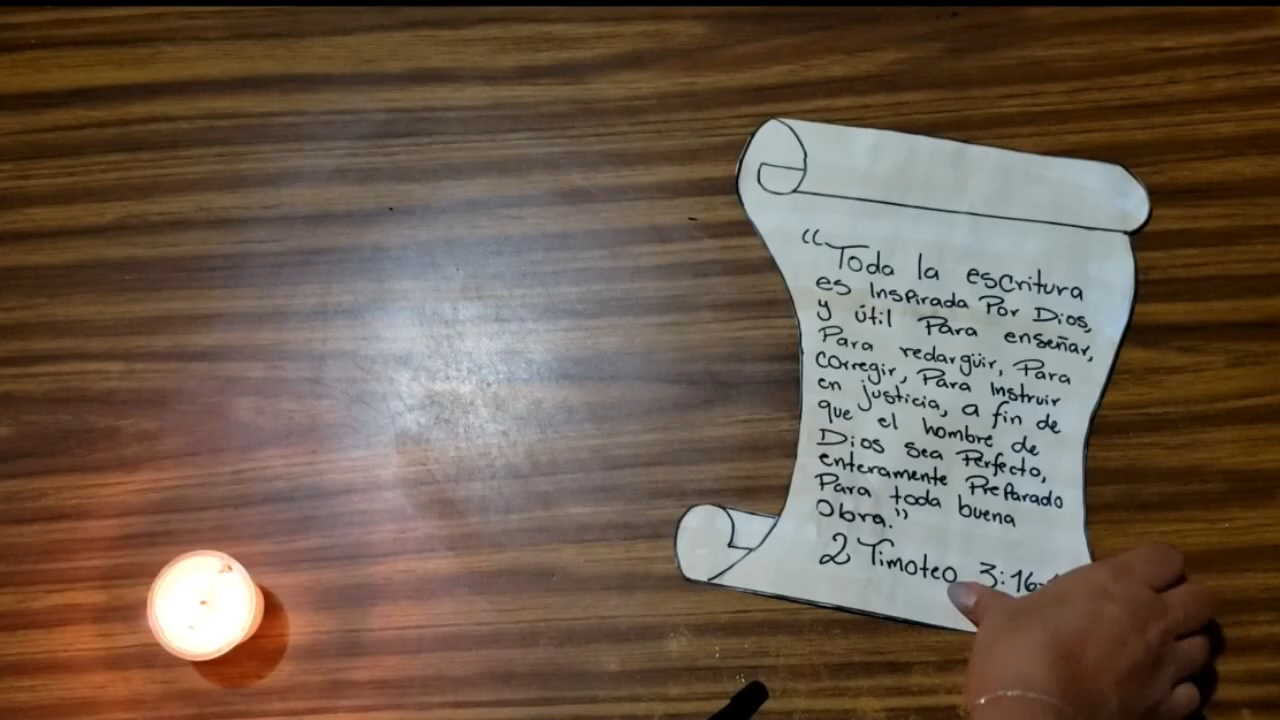 “Toda la escritura
es Inspirada Por Dios,
y útil Para enseñar,
Para redargüir, Para
corregir, Para Instruir
en justicia, a fin de
que el hombre de
Dios sea Perfecto,
enteramente Preparado
Para toda buena
Obra.”
2 Timoteo 3:16-